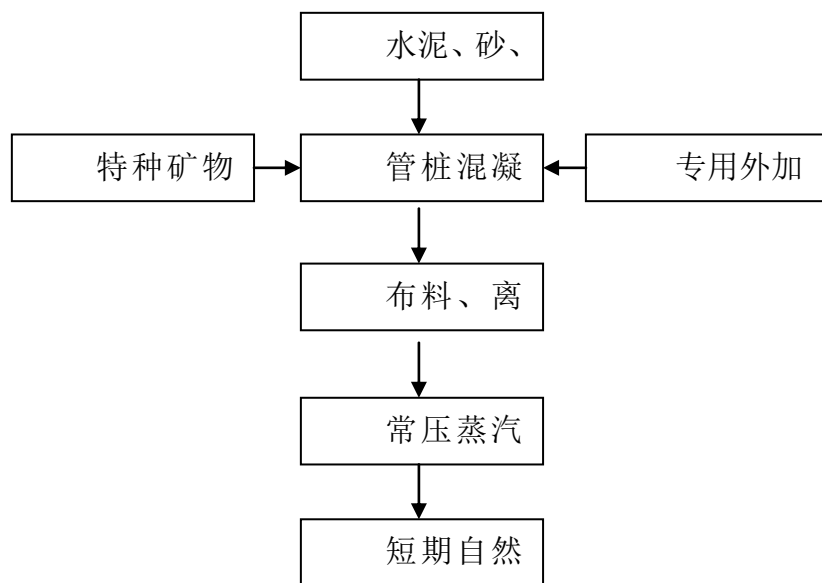 水泥、砂、
特种矿物
管桩混凝
专用外加
布料、离
常压蒸汽
短期自然